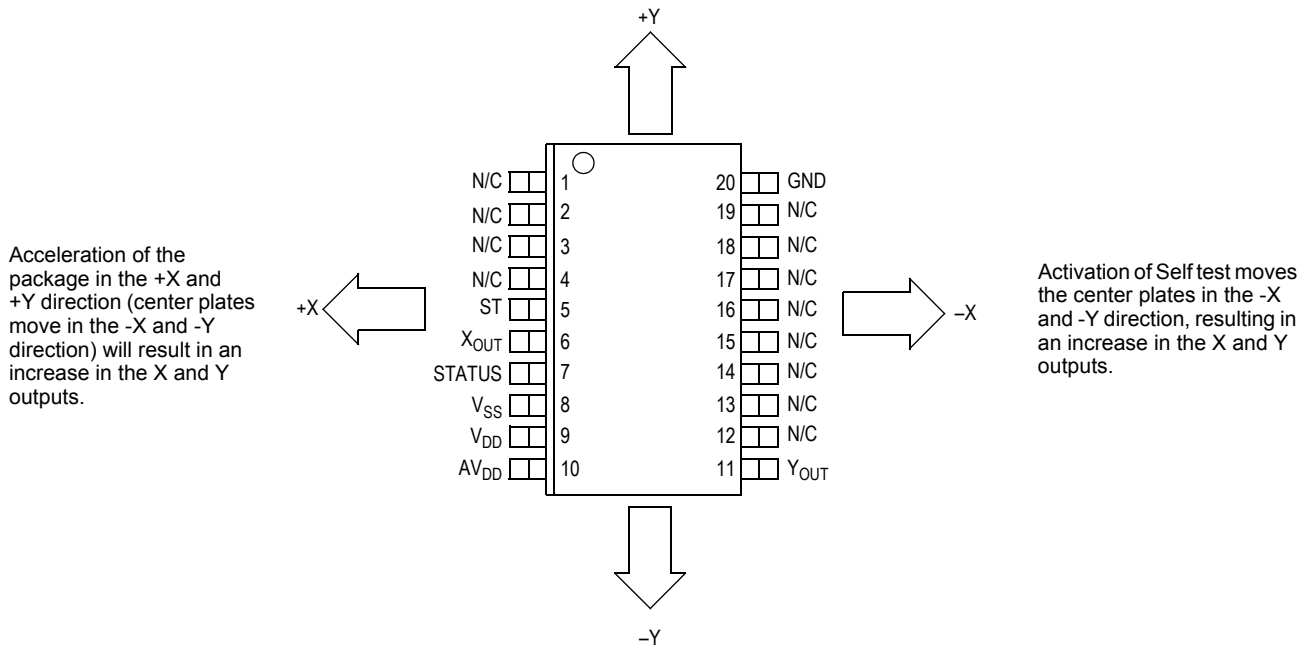 +Y
N/C 1
N/C 2
N/C 3
N/C 4
ST 5
XOUT 6
STATUS 7
VSS 8
VDD 9
AVDD 10
20 GND
19 N/C
18 N/C
17 N/C
16 N/C
15 N/C
14 N/C
13 N/C
12 N/C
11 YOUT
Acceleration of the
package in the +X and
+Y direction (center plates
move in the -X and -Y
direction) will result in an
increase in the X and Y
outputs.
+X
–X
Activation of Self test moves
the center plates in the -X
and -Y direction, resulting in
an increase in the X and Y
outputs.
–Y